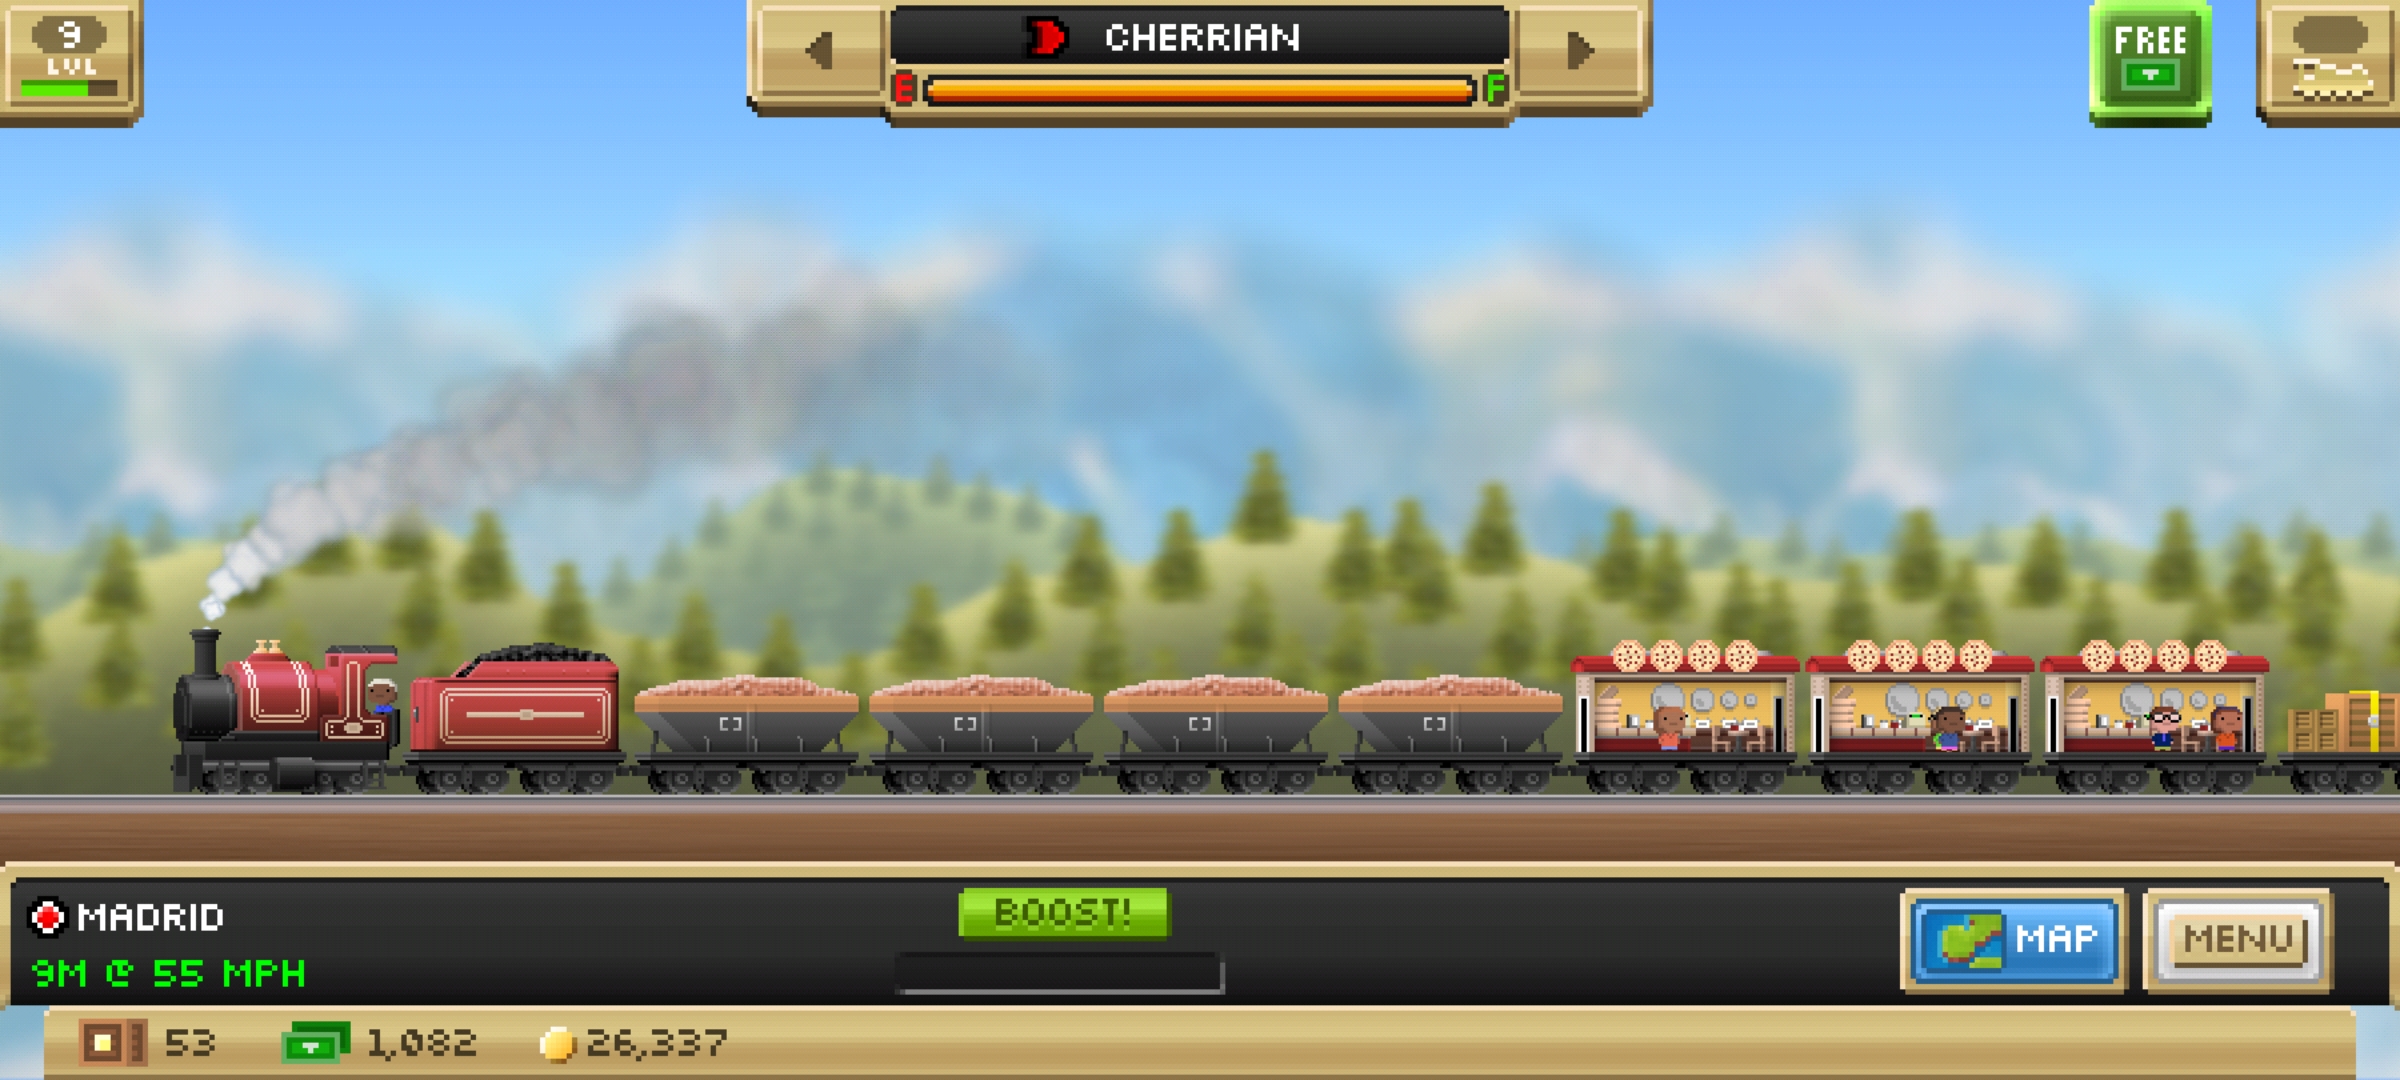 9
LVL
CHERRIAN
E
F
FREE
MADRID
9M @ 55 MPH
BOOST!
MAP
MENU
53
1,082
26,337